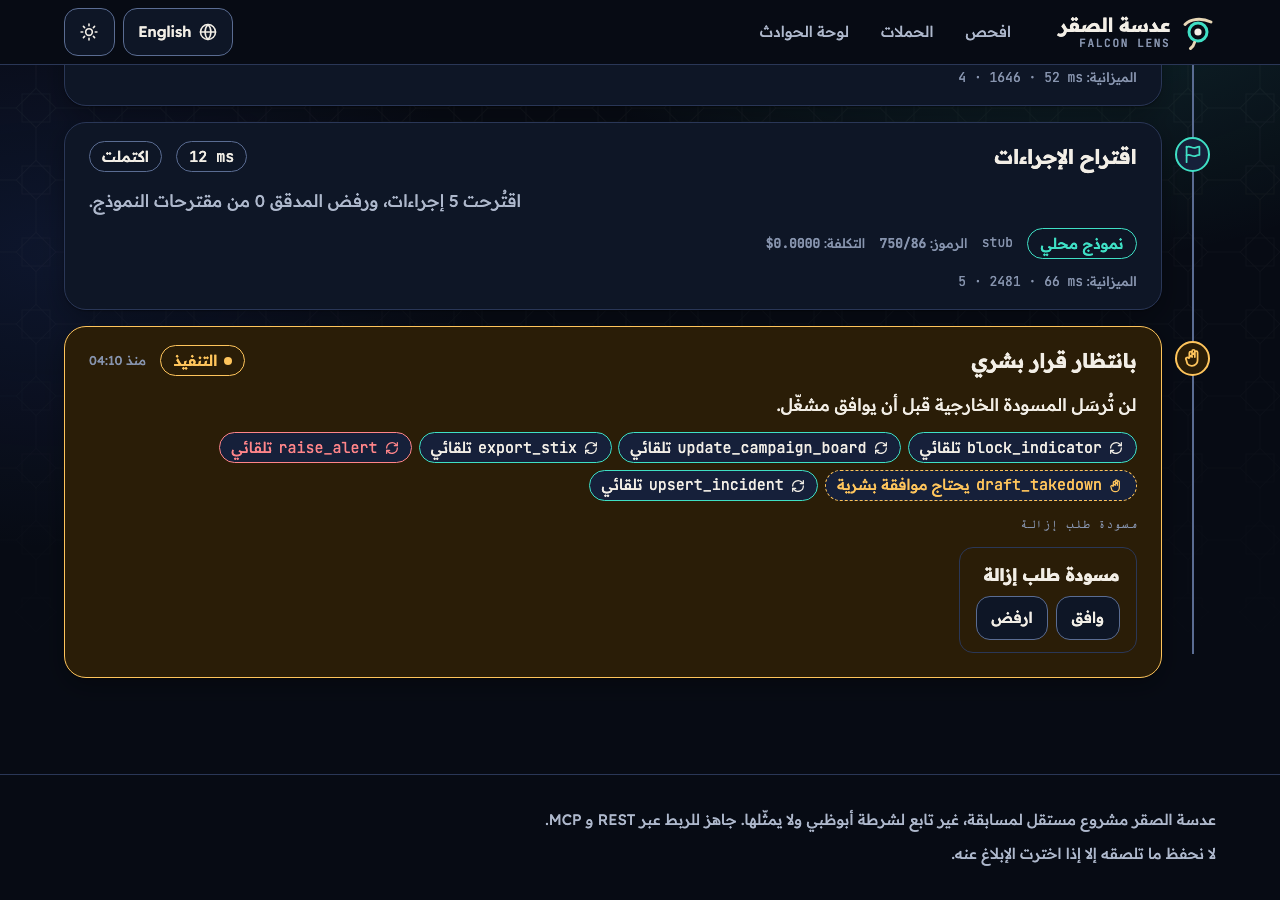 عدسة الصقر
FALCON LENS
افحص
الحملات
لوحة الحوادث
English
الميزانية: 52 ms · 1646 · 4
اقتراح الإجراءات
12 ms
اكتملت
اقتُرحت 5 إجراءات، ورفض المدقق 0 من مقترحات النموذج.
نموذج محلي
stub
الرموز: 750/86
التكلفة: $0.0000
الميزانية: 66 ms · 2481 · 5
بانتظار قرار بشري
التنفيذ
منذ 04:10
لن تُرسَل المسودة الخارجية قبل أن يوافق مشغّل.
block_indicator تلقائي
update_campaign_board تلقائي
export_stix تلقائي
raise_alert تلقائي
draft_takedown يحتاج موافقة بشرية
upsert_incident تلقائي
مسودة طلب إزالة
مسودة طلب إزالة
وافق
ارفض
عدسة الصقر مشروع مستقل لمسابقة، غير تابع لشرطة أبوظبي ولا يمثّلها. جاهز للربط عبر REST و MCP.
لا نحفظ ما تلصقه إلا إذا اخترت الإبلاغ عنه.